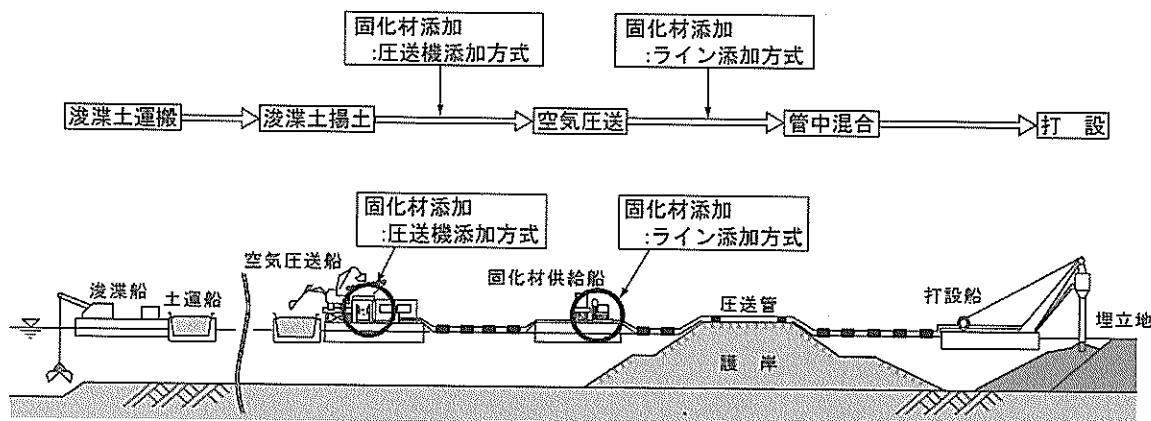 固化材添加
:圧送機添加方式
固化材添加
:ライン添加方式
浚渫土運搬
浚渫土揚土
空気圧送
管中混合
打 設
固化材添加
:圧送機添加方式
固化材添加
:ライン添加方式
空気圧送船
固化材供給船
浚渫船
土運船
圧送管
打設船
埋立地
護岸